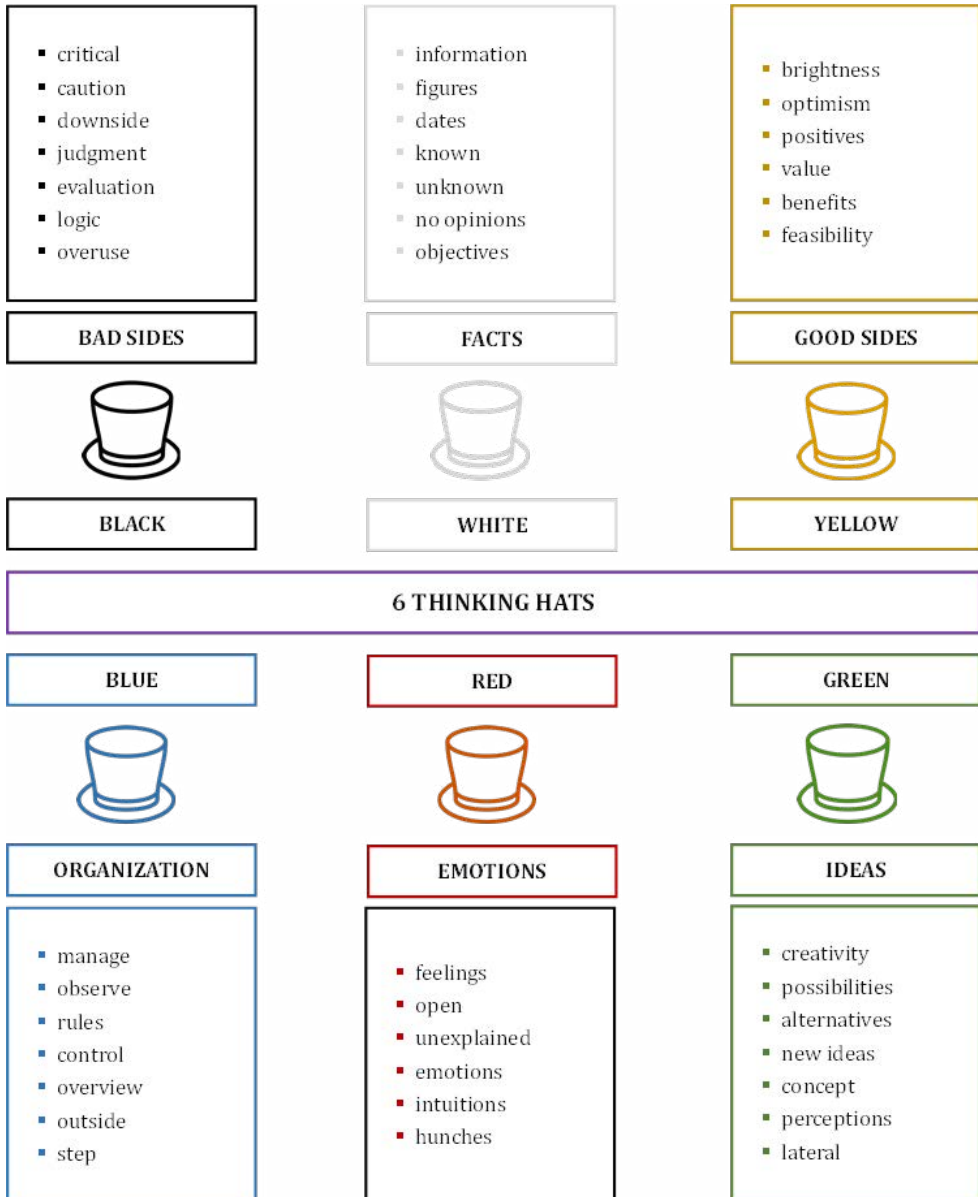 critical
caution
downside
judgment
evaluation
logic
overuse
BAD SIDES
BLACK
information
figures
dates
known
unknown
no opinions
objectives
FACTS
WHITE
brightness
optimism
positives
value
benefits
feasibility
GOOD SIDES
YELLOW
6 THINKING HATS
BLUE
ORGANIZATION
manage
observe
rules
control
overview
outside
step
RED
EMOTIONS
feelings
open
unexplained
emotions
intuitions
hunches
GREEN
IDEAS
creativity
possibilities
alternatives
new ideas
concept
perceptions
lateral